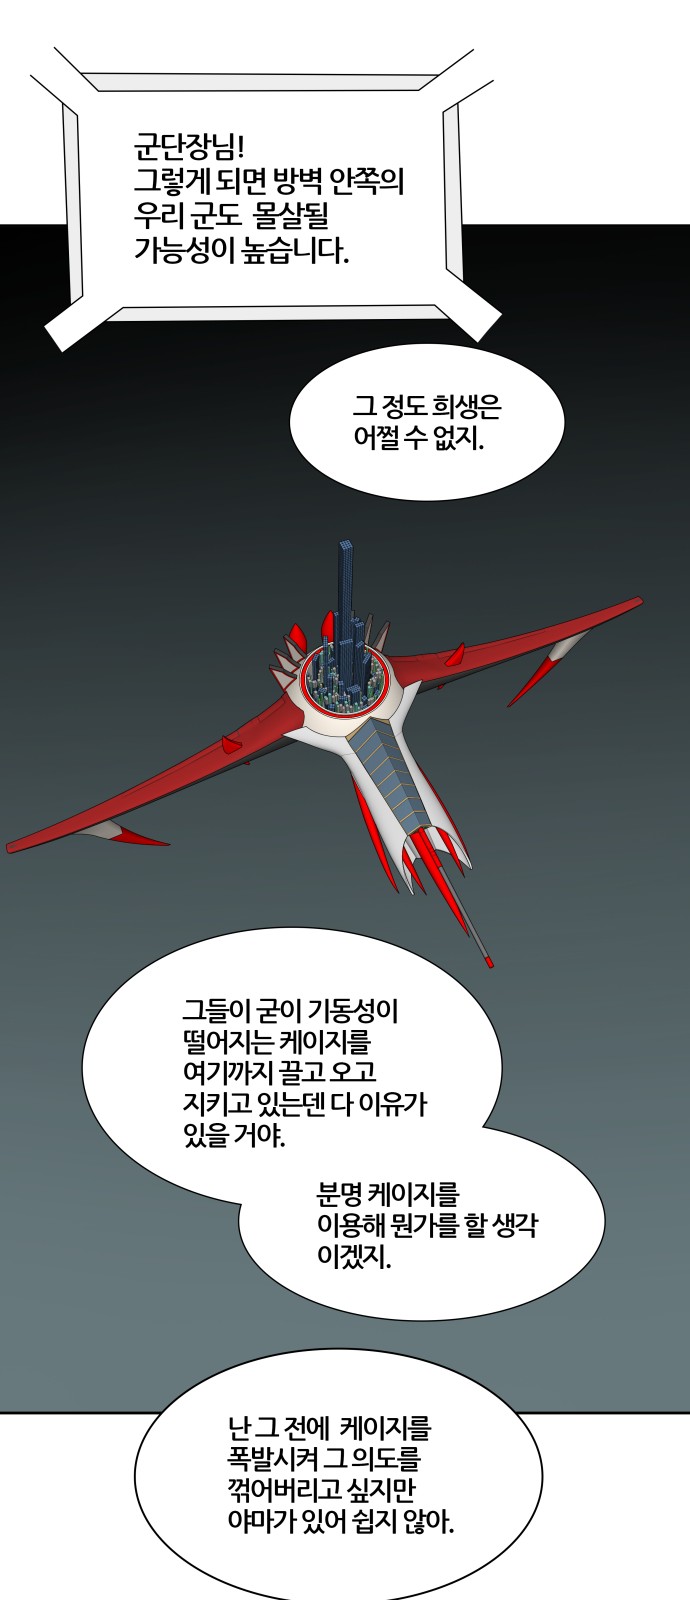 군단장님!
그렇게 되면 방벽 안쪽의
우리 군도 몰살될
가능성이 높습니다.
그 정도 희생은
어쩔 수 없지.
그들이 굳이 기동성이
떨어지는 케이지를
여기까지 끌고 오고
지키고 있는덴 다 이유가
있을 거야.
분명 케이지를
이용해 뭔가를 할 생각
이겠지.
난 그 전에 케이지를
폭발시켜 그 의도를
꺾어버리고 싶지만
야마가 있어 쉽지 않아.